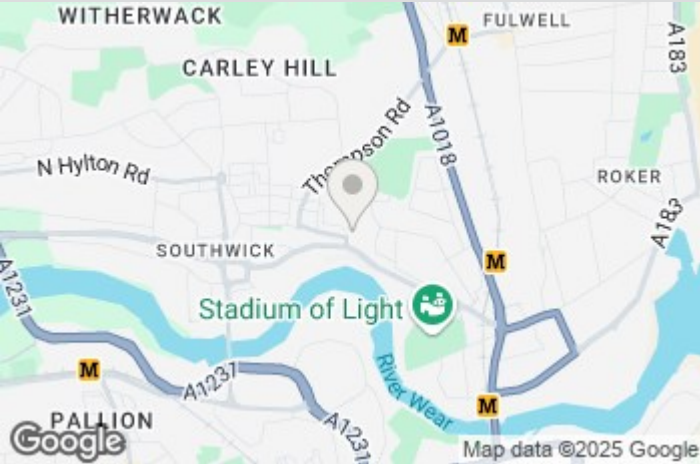 WITHERWACK
FULWELL
M
A183
CARLEY HILL
A1018
Thompson Rd
N Hylton Rd
ROKER
A183
SOUTHWICK
M
A1231
Stadium of Light
River Wear
M
A1231
M
PALLION
A1231
Google
Map data ©2025 Google